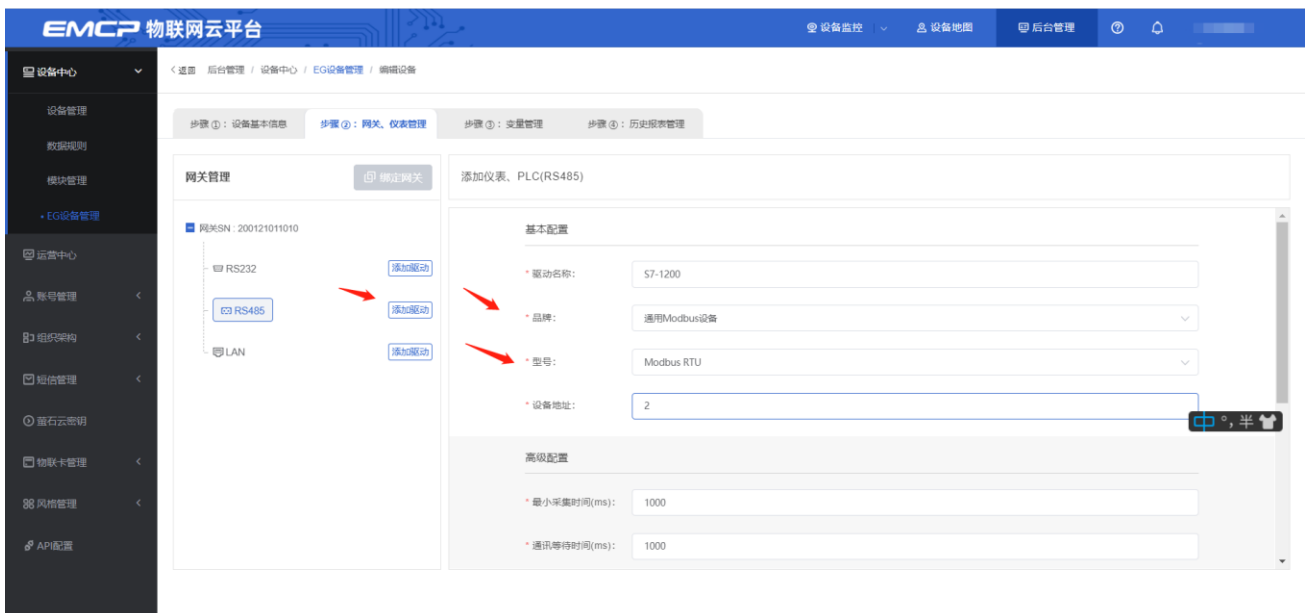 EMCP 物联网云平台
设备监控
设备地图
后台管理
设备中心
设备管理
数据规则
模块管理
• EG设备管理
运营中心
账号管理
组织架构
短信管理
萤石云密钥
物联卡管理
风格管理
API配置
< 返回 后台管理 / 设备中心 / EG设备管理 / 编辑设备
步骤①：设备基本信息
步骤②：网关、仪表管理
步骤③：变量管理
步骤④：历史报表管理
网关管理
绑定网关
网关SN : 200121011010
RS232 添加驱动
RS485 添加驱动
LAN 添加驱动
添加仪表、PLC(RS485)
基本配置
* 驱动名称: S7-1200
* 品牌: 通用Modbus设备
* 型号: Modbus RTU
* 设备地址: 2
中 °, 半
高级配置
* 最小采集时间(ms): 1000
* 通讯等待时间(ms): 1000